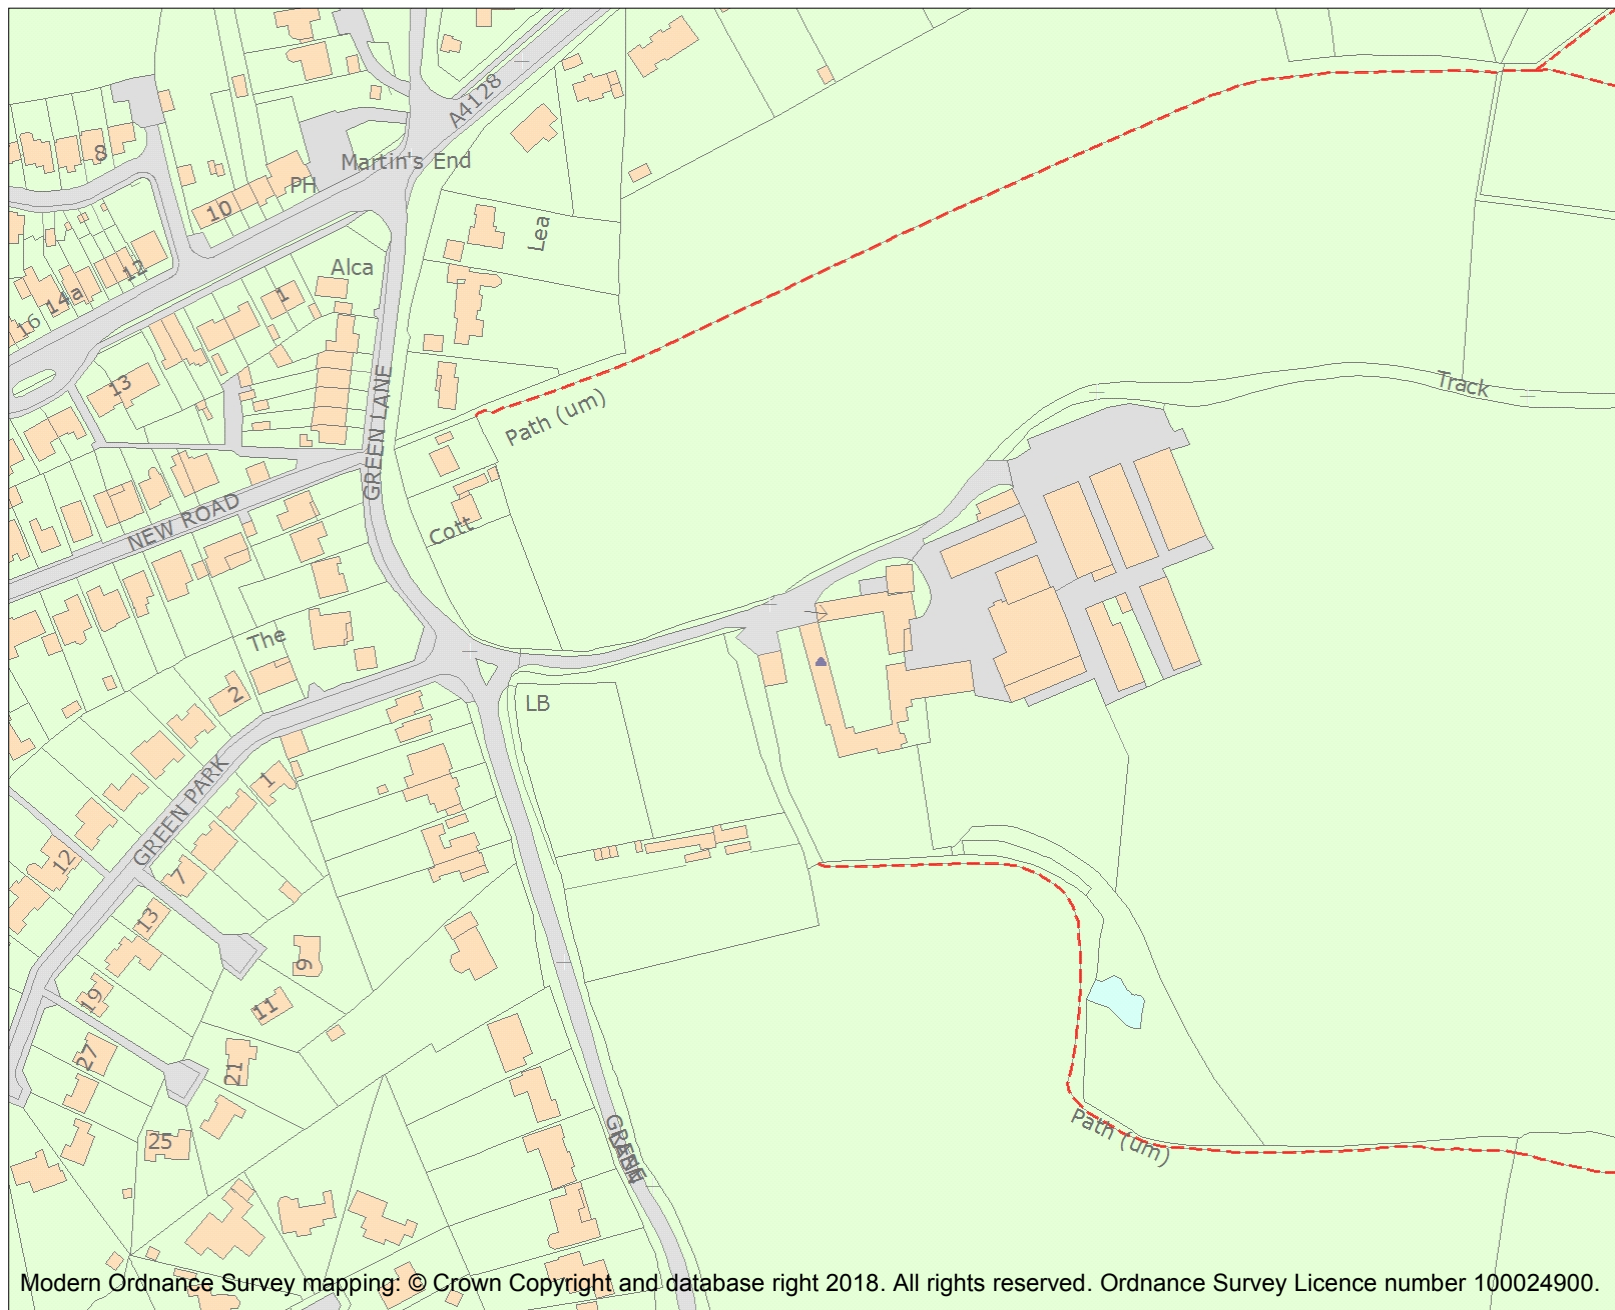 A4128
8
Martin's End
PH
10
Lea
12
Alca
14a
1
16
Track
13
GREEN LANE
Path (um)
NEW ROAD
Cott
The
2
LB
1
GREEN PARK
12
7
13
9
19
11
27
21
Path (um)
25
GREEN
LANE
Modern Ordnance Survey mapping: © Crown Copyright and database right 2018. All rights reserved. Ordnance Survey Licence number 100024900.